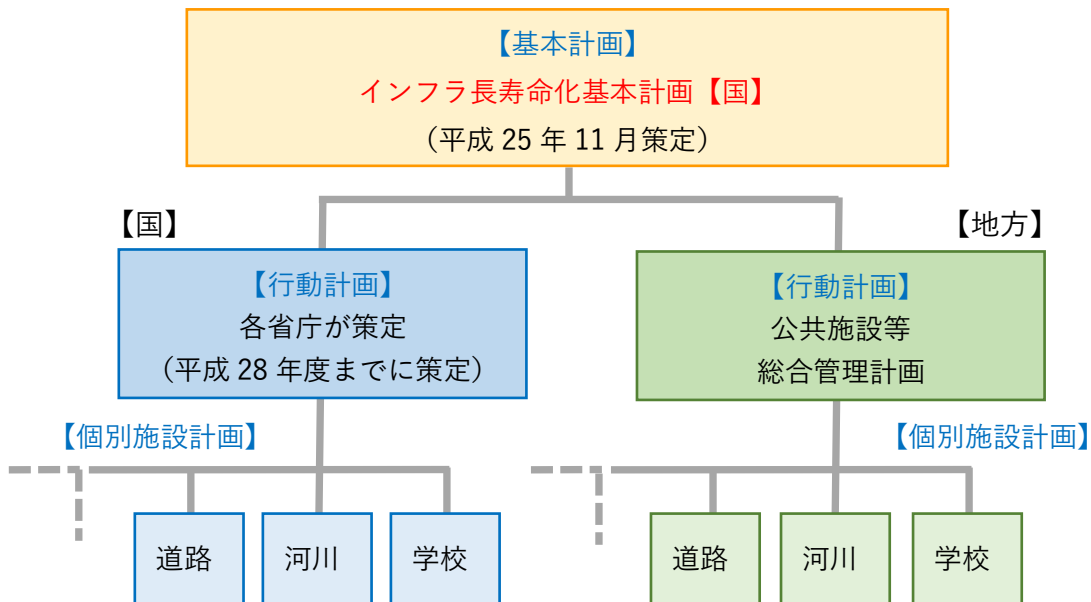 【基本計画】
インフラ長寿命化基本計画【国】
（平成 25 年 11 月策定）
【国】
【地方】
【行動計画】
各省庁が策定
（平成 28 年度までに策定）
【行動計画】
公共施設等
総合管理計画
【個別施設計画】
【個別施設計画】
道路
河川
学校
道路
河川
学校